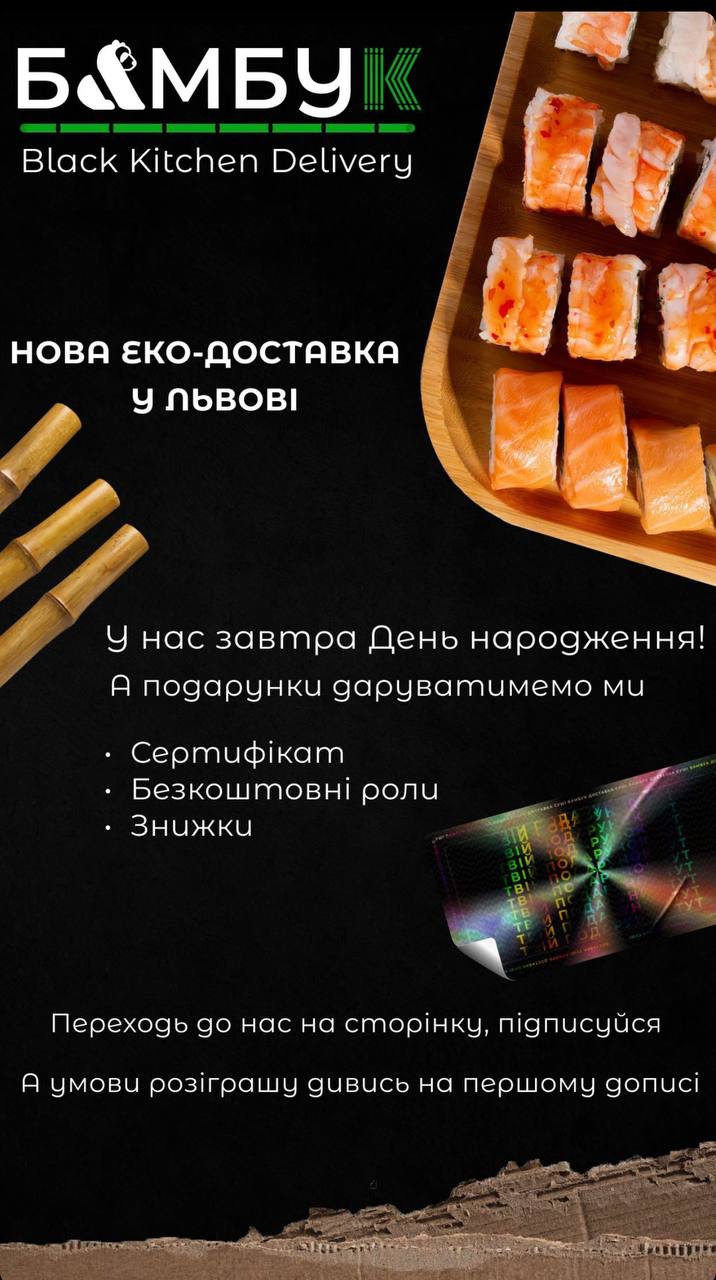 БАМБУК
Black Kitchen Delivery
НОВА ЕКО-ДОСТАВКА
У ЛЬВОВІ
У нас завтра День народження!
А подарунки даруватимемо ми
• Сертифікат
• Безкоштовні роли
• Знижки
Переходь до нас на сторінку, підписуйся
А умови розіграшу дивись на першому дописі